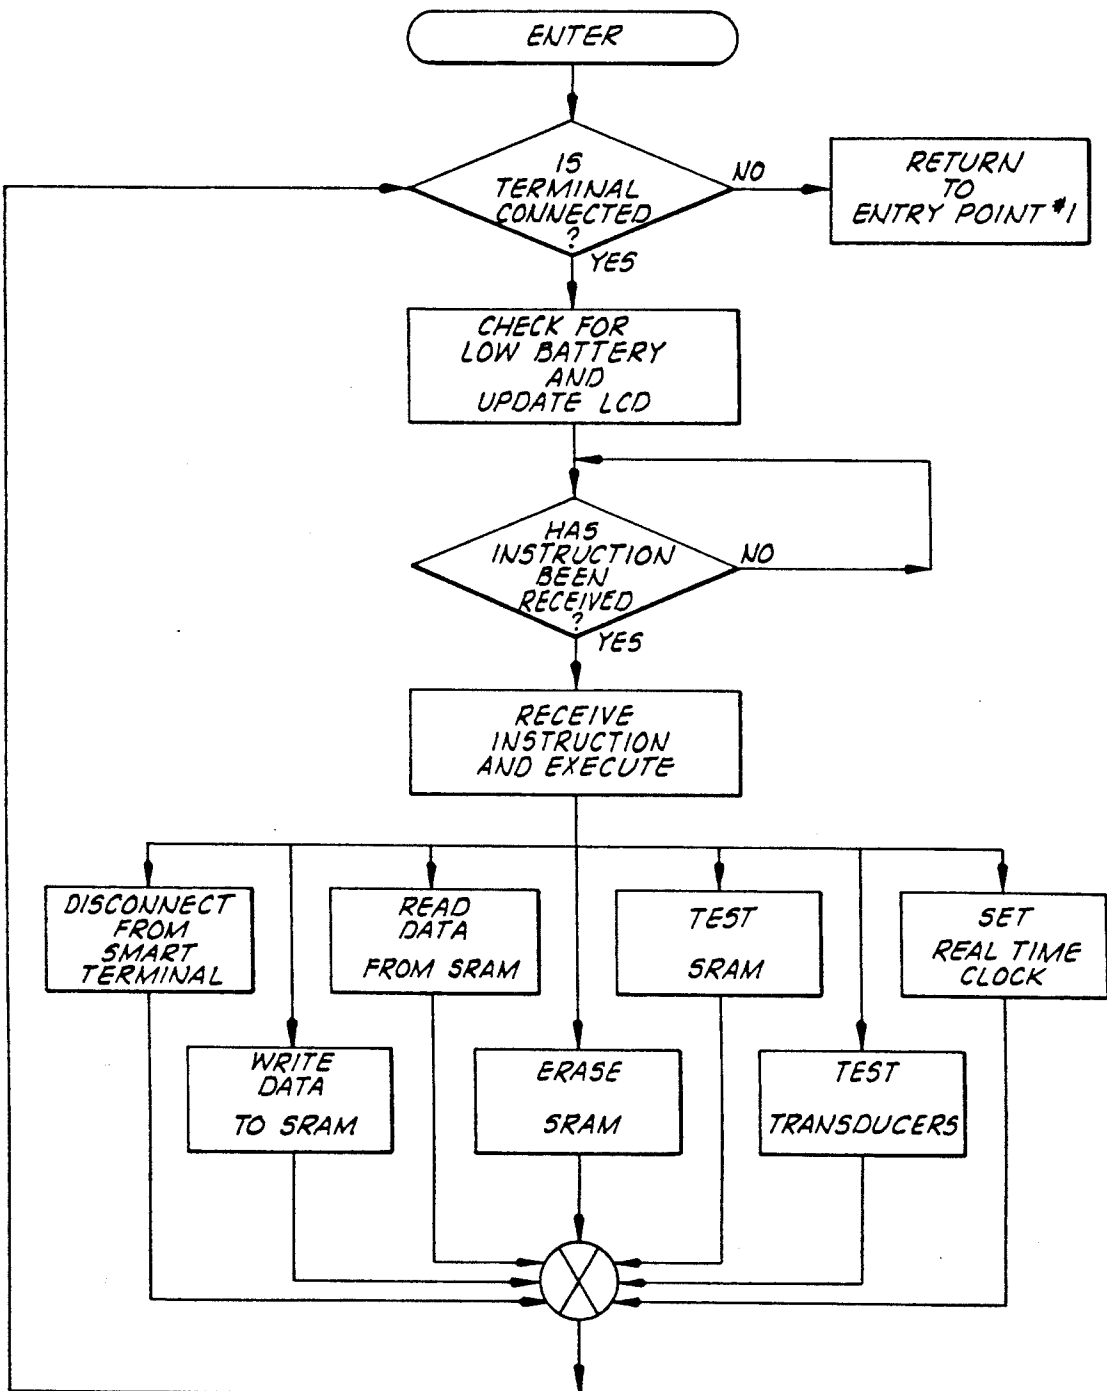 ENTER
IS
TERMINAL
CONNECTED
?
NO
RETURN
TO
ENTRY POINT #1
YES
CHECK FOR
LOW BATTERY
AND
UPDATE LCD
HAS
INSTRUCTION
BEEN
RECEIVED
?
NO
YES
RECEIVE
INSTRUCTION
AND EXECUTE
DISCONNECT
FROM
SMART
TERMINAL
READ
DATA
FROM SRAM
TEST
SRAM
SET
REAL TIME
CLOCK
WRITE
DATA
TO SRAM
ERASE
SRAM
TEST
TRANSDUCERS